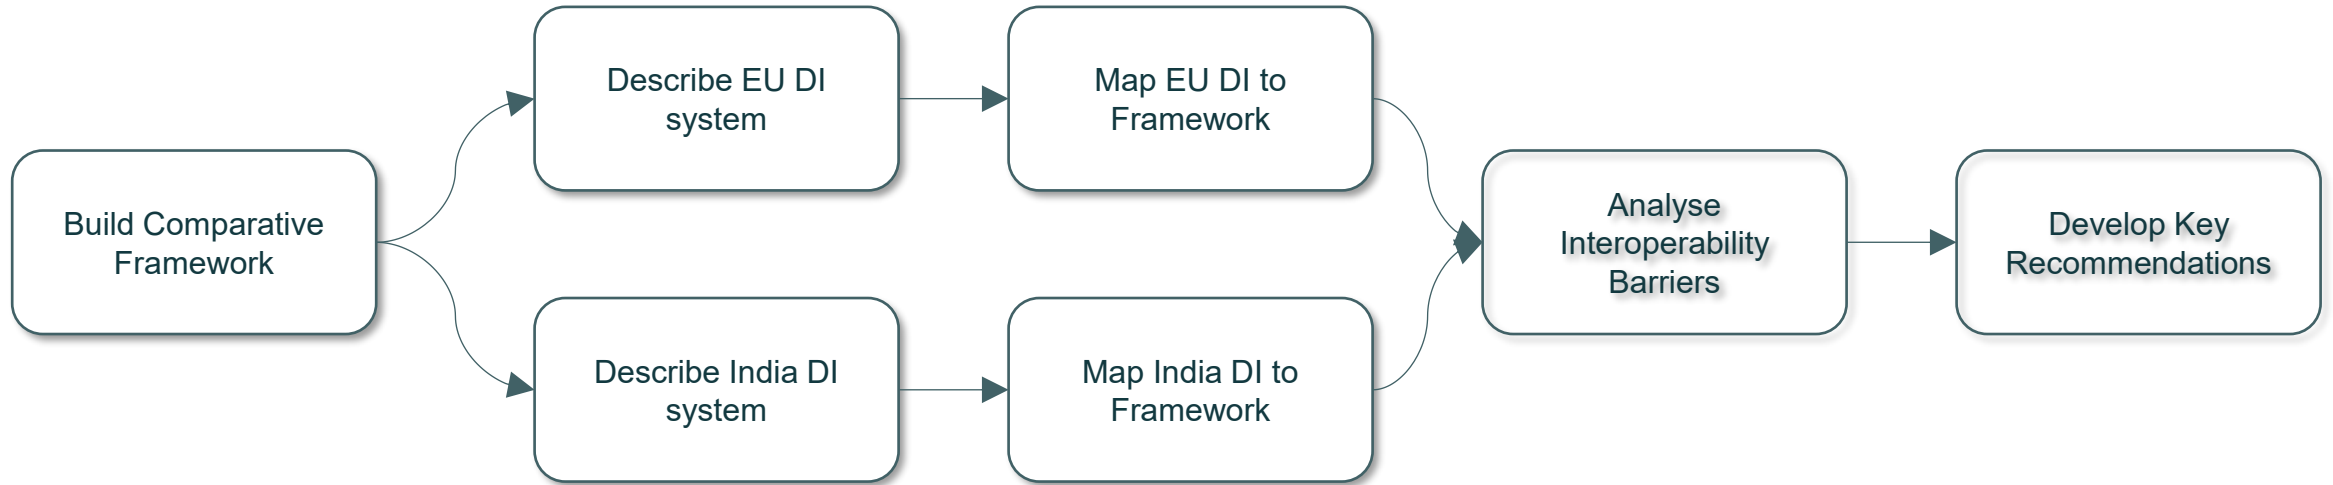 Build Comparative
Framework
Describe EU DI
system
Map EU DI to
Framework
Describe India DI
system
Map India DI to
Framework
Analyse
Interoperability
Barriers
Develop Key
Recommendations